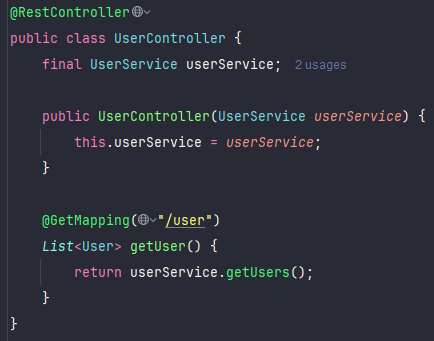 @RestController
public class UserController {
final UserService userService; 2 usages
public UserController(UserService userService) {
this.userService = userService;
}
@GetMapping("/user")
List<User> getUser() {
return userService.getUsers();
}
}